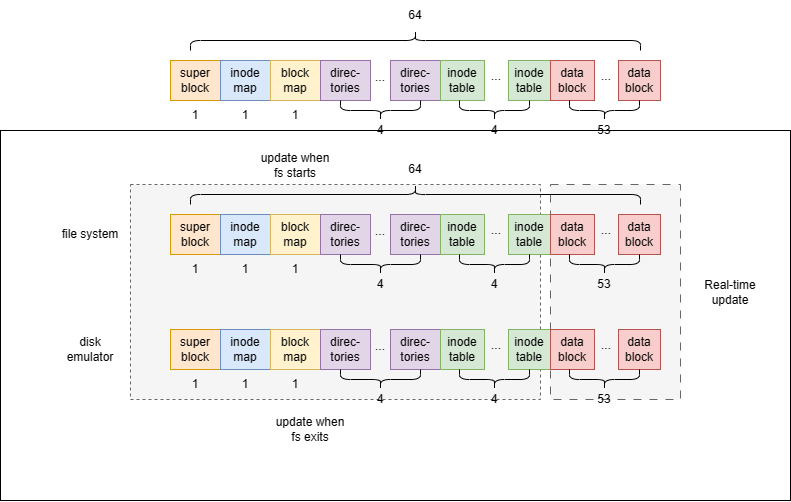 64
super block inode map block map direc- tories ... direc- tories inode table ... inode table data block ... data block
1 1 1 4 4 53
update when
fs starts
64
file system
super block inode map block map direc- tories ... direc- tories inode table ... inode table data block ... data block
1 1 1 4 4 53
Real-time
update
disk
emulator
super block inode map block map direc- tories ... direc- tories inode table ... inode table data block ... data block
1 1 1 4 4 53
update when
fs exits